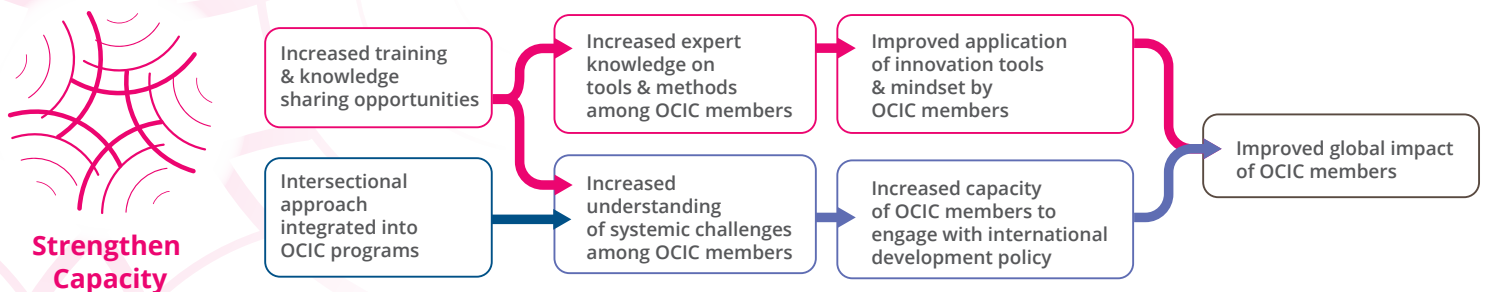 Strengthen
Capacity
Increased training
& knowledge
sharing opportunities
Increased expert
knowledge on
tools & methods
among OCIC members
Improved application
of innovation tools
& mindset by
OCIC members
Intersectional
approach
integrated into
OCIC programs
Increased
understanding
of systemic challenges
among OCIC members
Increased capacity
of OCIC members to
engage with international
development policy
Improved global impact
of OCIC members